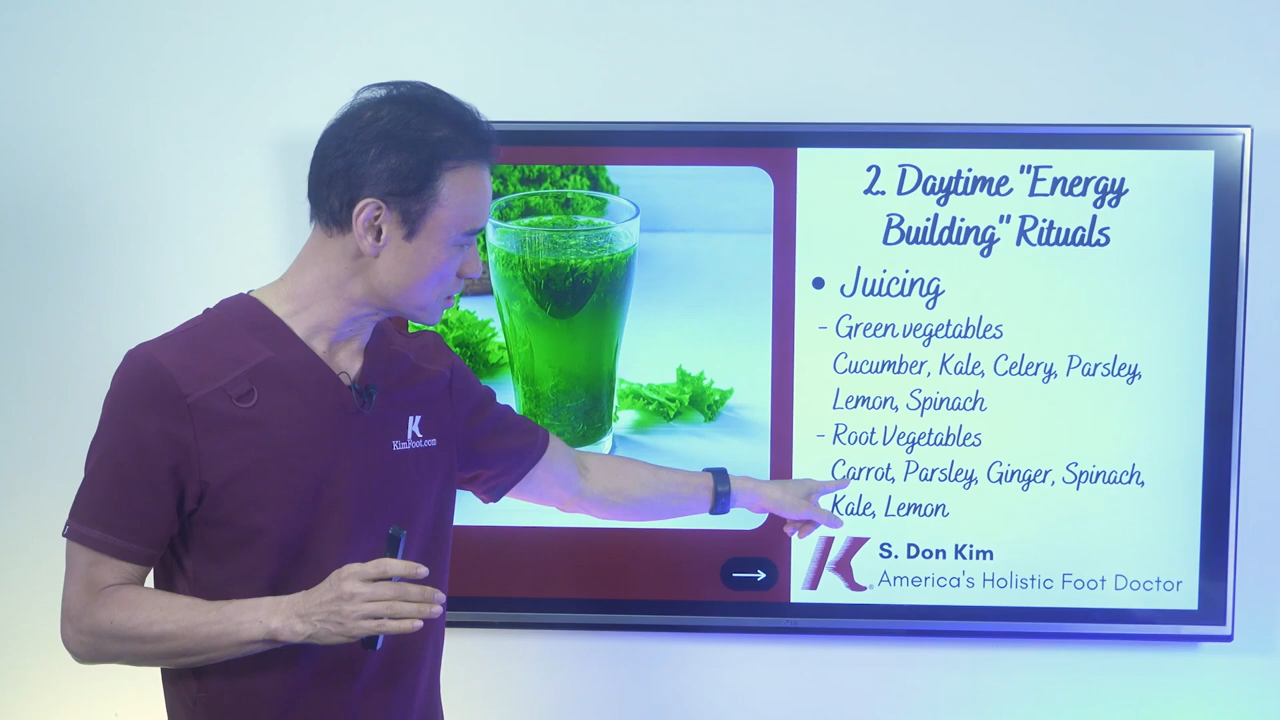 K
KimFoot.com
2. Daytime "Energy
Building" Rituals
• Juicing
- Green vegetables
Cucumber, Kale, Celery, Parsley,
Lemon, Spinach
- Root Vegetables
Carrot, Parsley, Ginger, Spinach,
Kale, Lemon
K®
S. Don Kim
America's Holistic Foot Doctor